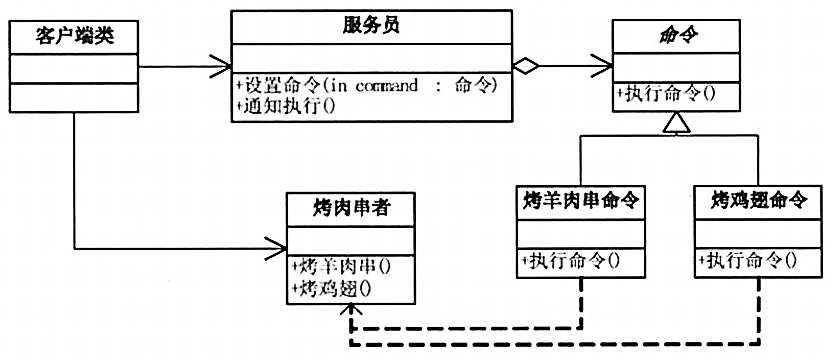 客户端类
服务员
+设置命令(in command : 命令)
+通知执行()
命令
+执行命令()
烤肉串者
+烤羊肉串()
+烤鸡翅()
烤羊肉串命令
+执行命令()
烤鸡翅命令
+执行命令()